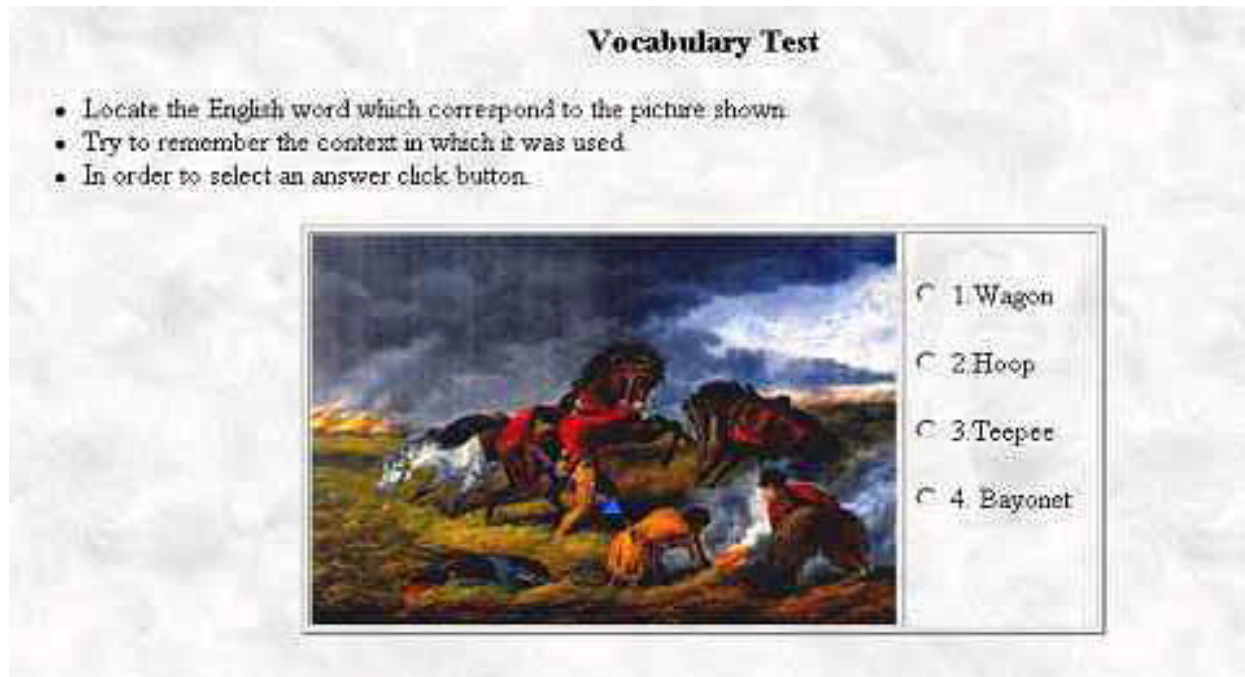 Vocabulary Test
• Locate the English word which correspond to the picture shown.
• Try to remember the context in which it was used.
• In order to select an answer click button.
1.Wagon
2.Hoop
3.Teepee
4. Bayonet